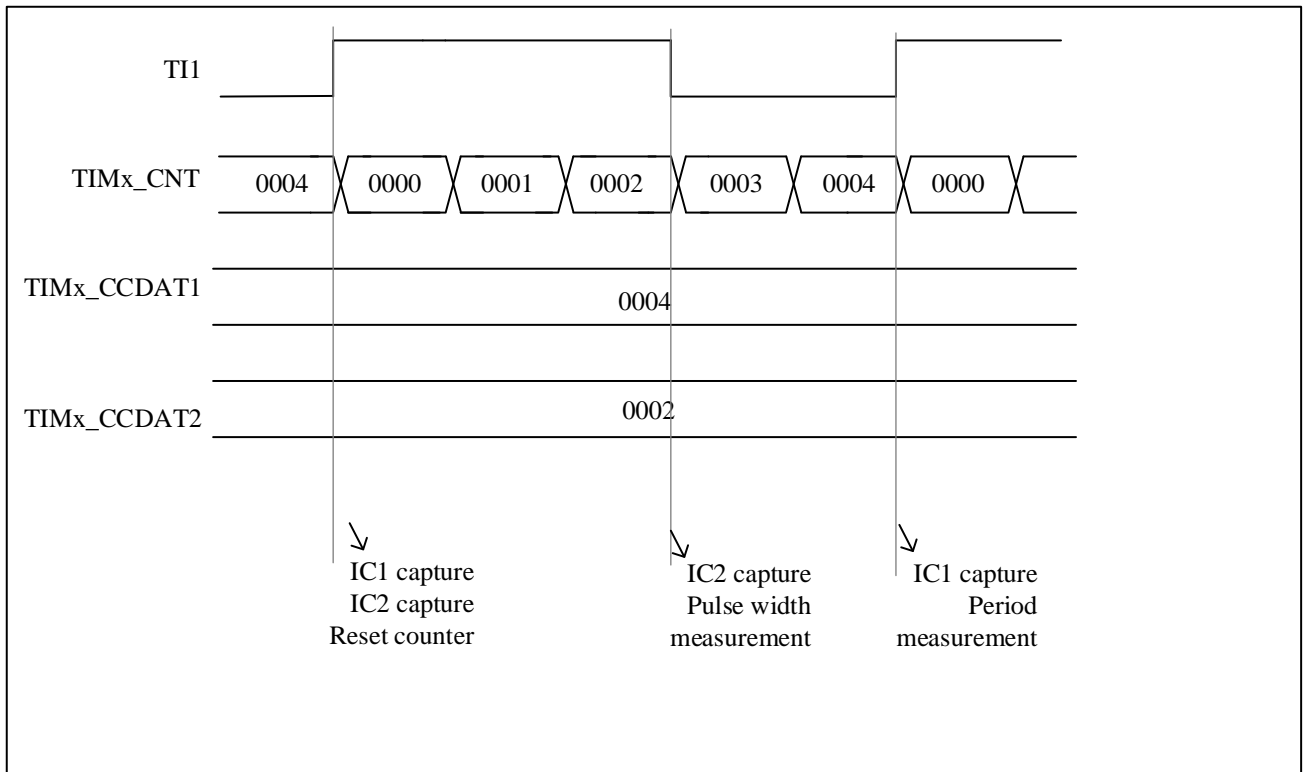 TI1
TIMx_CNT
0004 0000 0001 0002 0003 0004 0000
TIMx_CCDAT1
0004
TIMx_CCDAT2
0002
IC1 capture
IC2 capture
Reset counter
IC2 capture
Pulse width
measurement
IC1 capture
Period
measurement